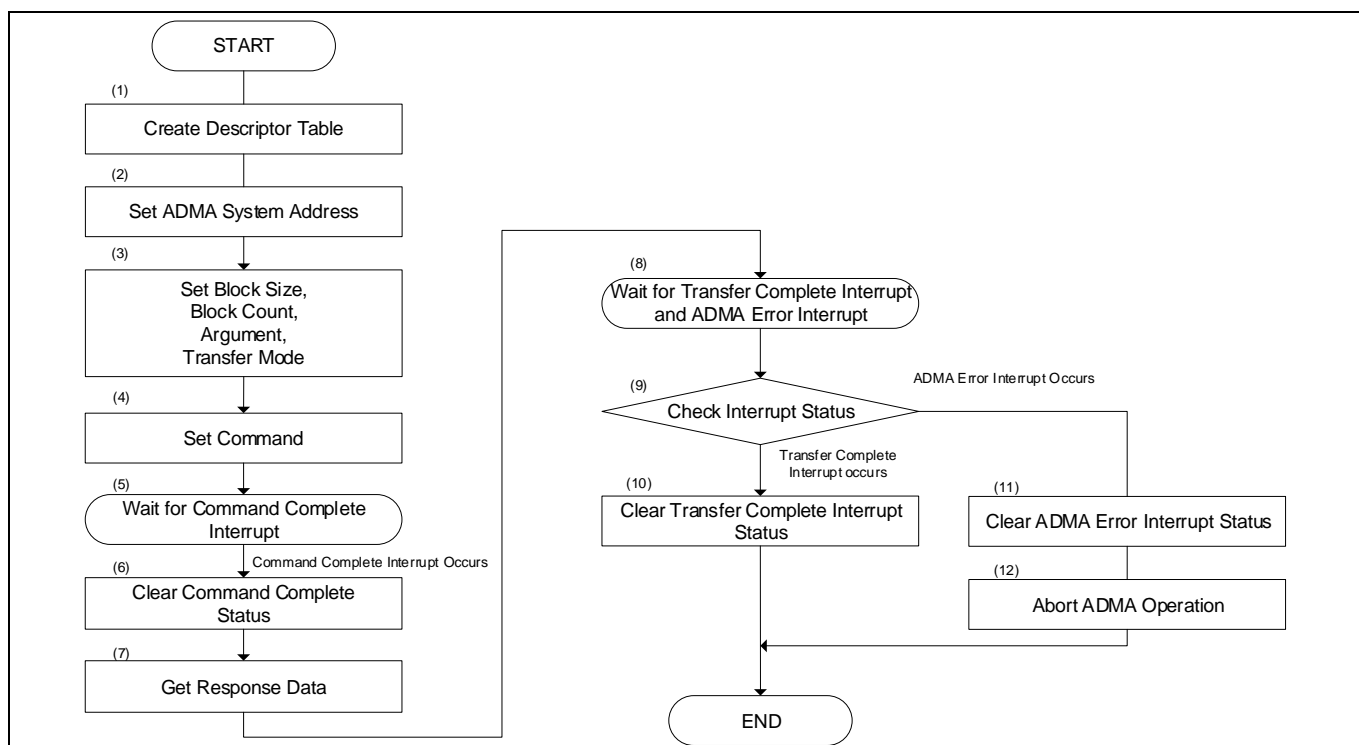 START
(1)
Create Descriptor Table
(2)
Set ADMA System Address
(3)
Set Block Size,
Block Count,
Argument,
Transfer Mode
(4)
Set Command
(5)
Wait for Command Complete
Interrupt
Command Complete Interrupt Occurs
(6)
Clear Command Complete
Status
(7)
Get Response Data
(8)
Wait for Transfer Complete Interrupt
and ADMA Error Interrupt
(9)
Check Interrupt Status
ADMA Error Interrupt Occurs
Transfer Complete
Interrupt occurs
(10)
Clear Transfer Complete Interrupt
Status
(11)
Clear ADMA Error Interrupt Status
(12)
Abort ADMA Operation
END